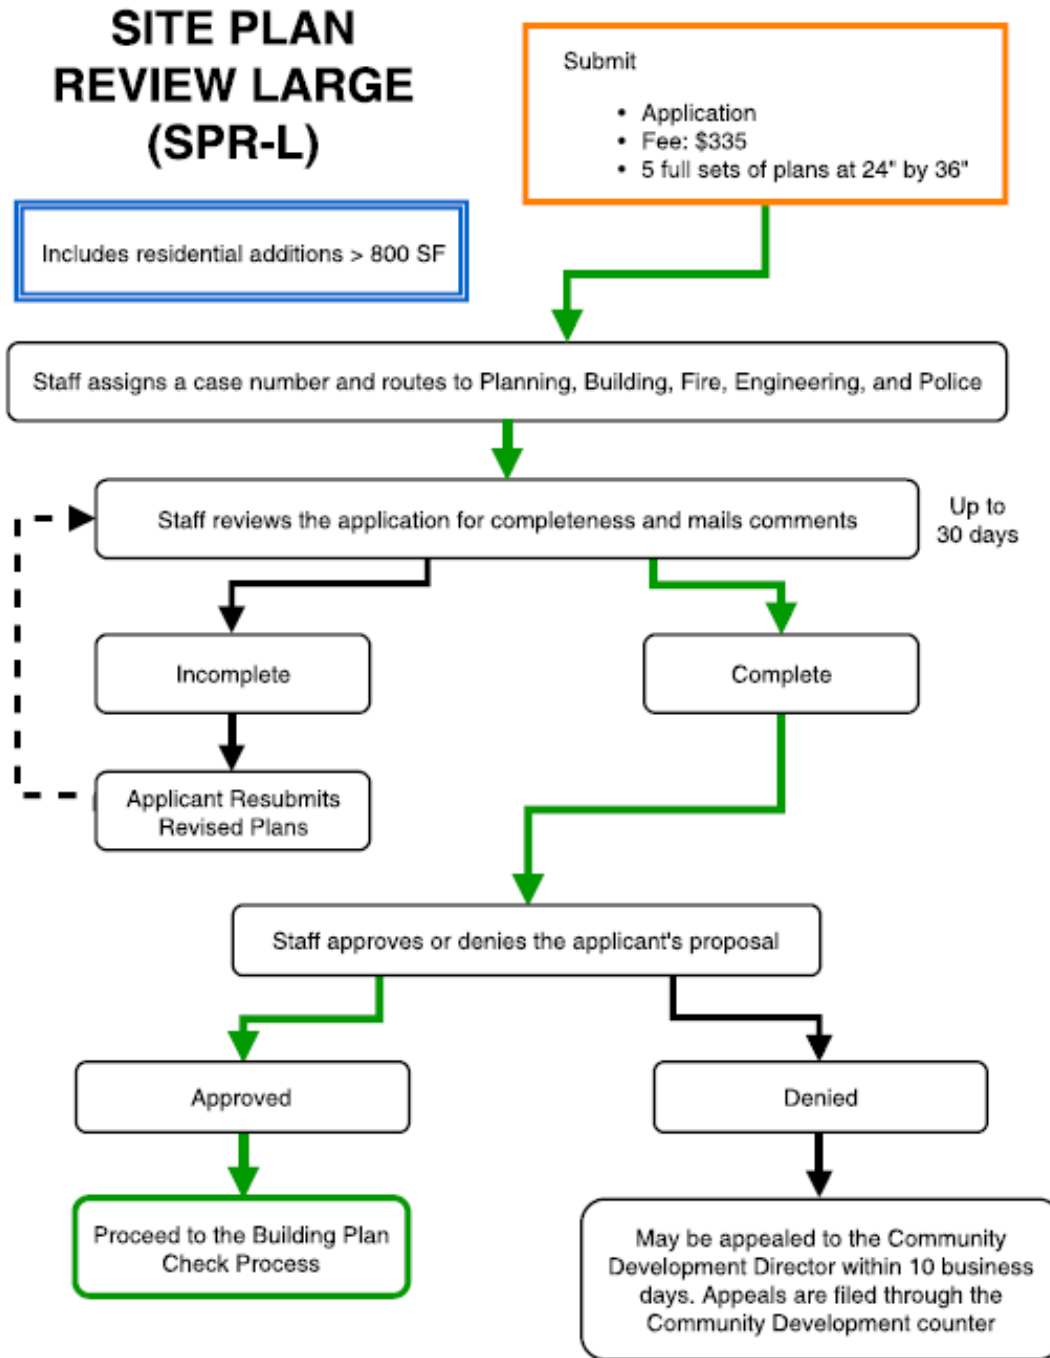 SITE PLAN
REVIEW LARGE
(SPR-L)
Submit
• Application
• Fee: $335
• 5 full sets of plans at 24" by 36"
Includes residential additions > 800 SF
Staff assigns a case number and routes to Planning, Building, Fire, Engineering, and Police
Staff reviews the application for completeness and mails comments
Up to
30 days
Incomplete
Complete
Applicant Resubmits
Revised Plans
Staff approves or denies the applicant's proposal
Approved
Denied
Proceed to the Building Plan
Check Process
May be appealed to the Community
Development Director within 10 business
days. Appeals are filed through the
Community Development counter